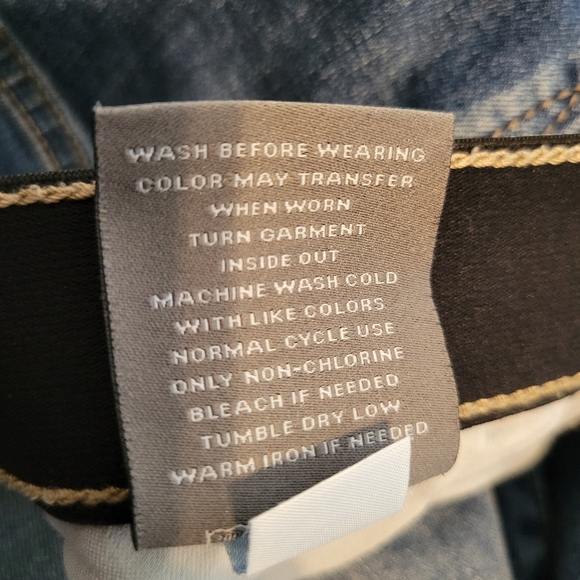 WASH BEFORE WEARING
COLOR MAY TRANSFER
WHEN WORN
TURN GARMENT
INSIDE OUT
MACHINE WASH COLD
WITH LIKE COLORS
NORMAL CYCLE USE
ONLY NON-CHLORINE
BLEACH IF NEEDED
TUMBLE DRY LOW
WARM IRON IF NEEDED